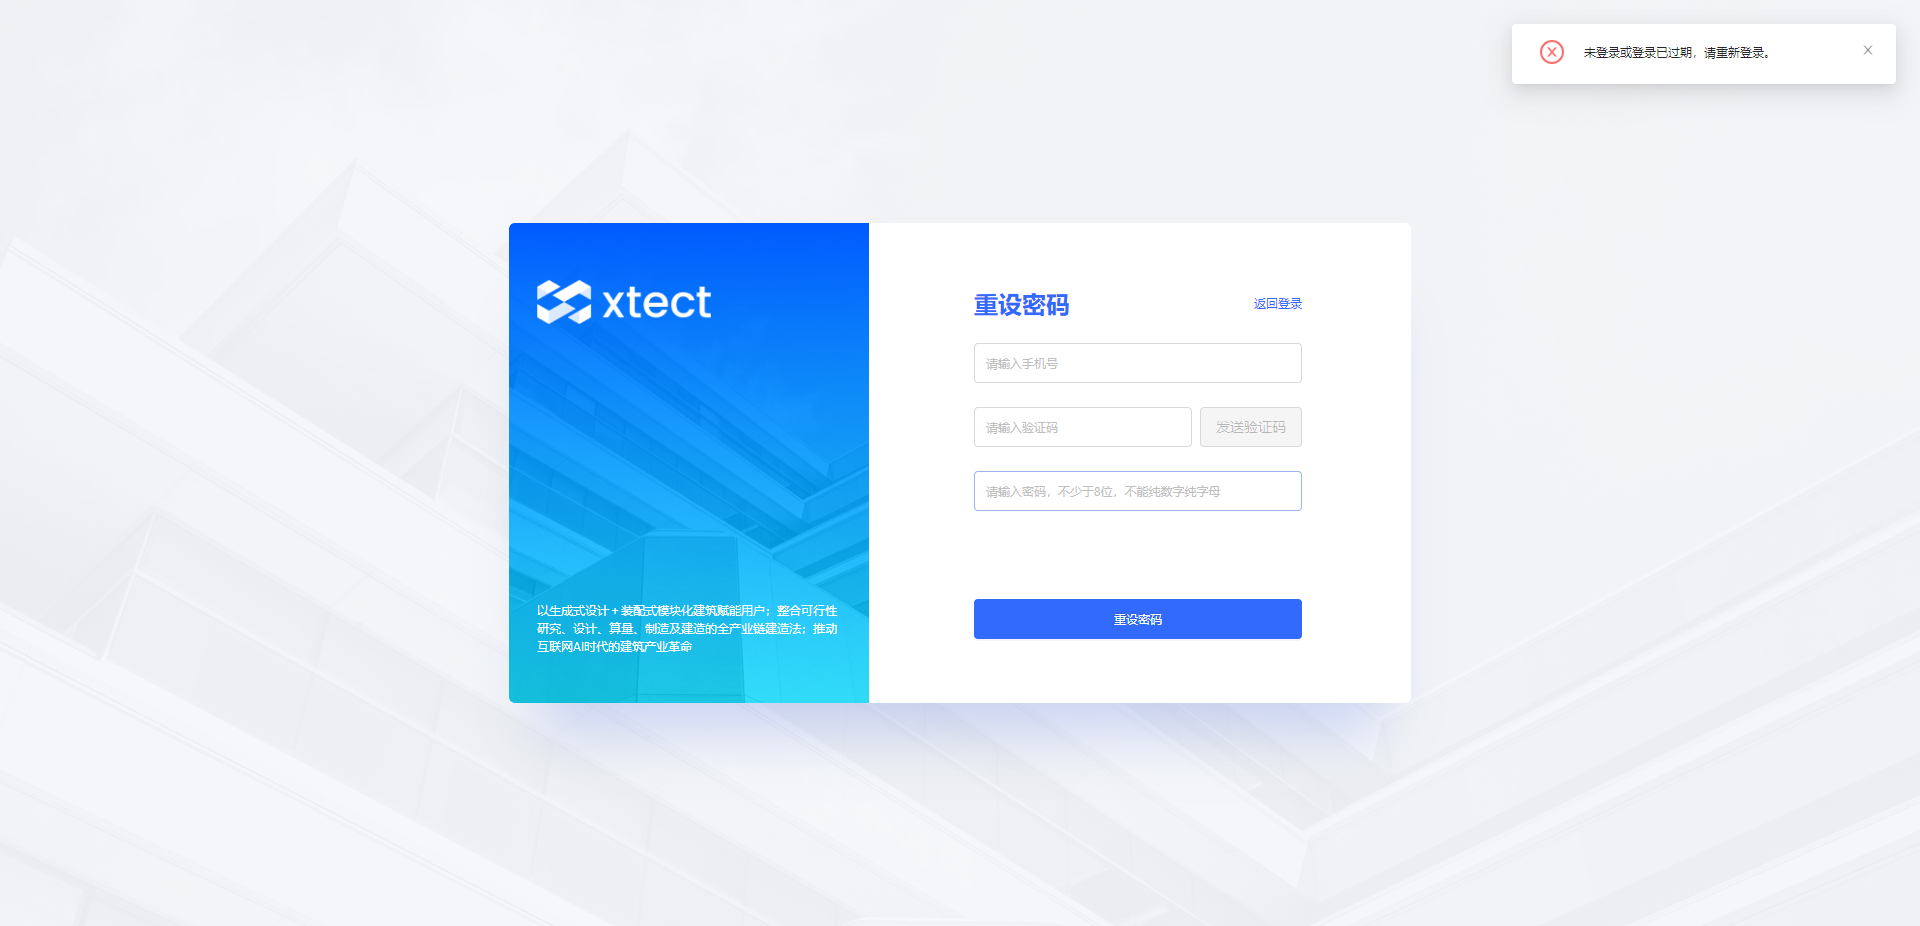 未登录或登录已过期，请重新登录。
xtect
重设密码
返回登录
请输入手机号
请输入验证码
发送验证码
请输入密码，不少于8位，不能纯数字纯字母
以生成式设计 + 装配式模块化建筑赋能用户；整合可行性
研究、设计、算量、制造及建造的全产业链建造法；推动
互联网AI时代的建筑产业革命
重设密码